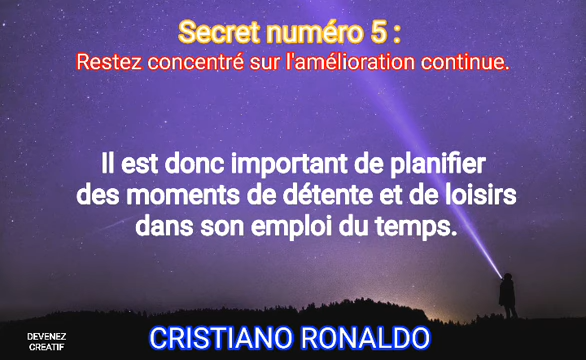 Secret numéro 5 :
Restez concentré sur l'amélioration continue.
Il est donc important de planifier
des moments de détente et de loisirs
dans son emploi du temps.
DEVENEZ
CREATIF
CRISTIANO RONALDO